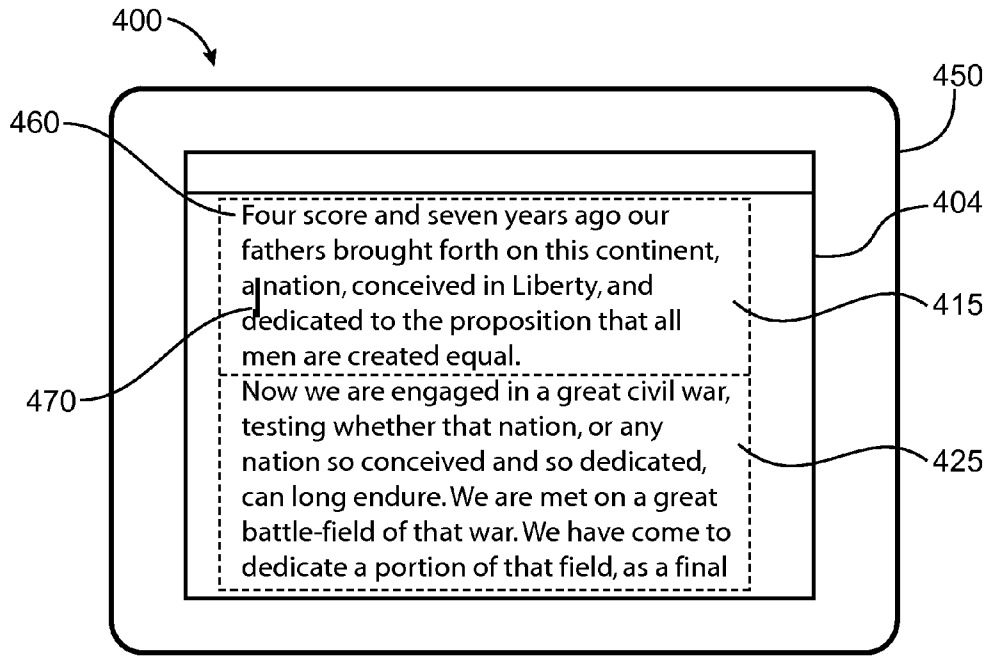 400
450
460
Four score and seven years ago our
404
fathers brought forth on this continent,
a nation, conceived in Liberty, and
415
dedicated to the proposition that all
men are created equal.
470
Now we are engaged in a great civil war,
testing whether that nation, or any
nation so conceived and so dedicated,
425
can long endure. We are met on a great
battle-field of that war. We have come to
dedicate a portion of that field, as a final